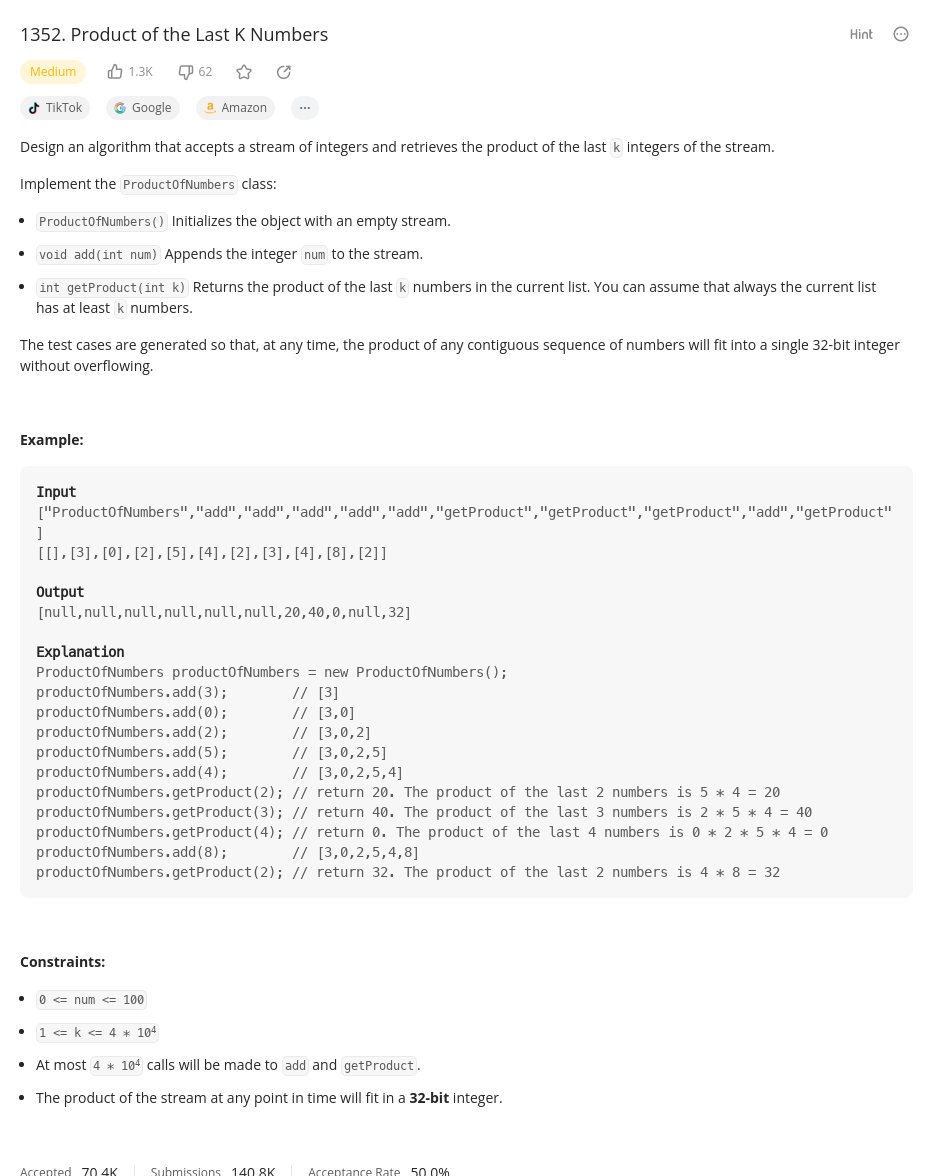 1352. Product of the Last K Numbers
Hint
Medium 1.3K 62
TikTok Google Amazon ...
Design an algorithm that accepts a stream of integers and retrieves the product of the last k integers of the stream.
Implement the ProductOfNumbers class:
• ProductOfNumbers() Initializes the object with an empty stream.
• void add(int num) Appends the integer num to the stream.
• int getProduct(int k) Returns the product of the last k numbers in the current list. You can assume that always the current list
has at least k numbers.
The test cases are generated so that, at any time, the product of any contiguous sequence of numbers will fit into a single 32-bit integer
without overflowing.
Example:
Input
["ProductOfNumbers","add","add","add","add","add","getProduct","getProduct","getProduct","add","getProduct"
]
[[],[3],[0],[2],[5],[4],[2],[3],[4],[8],[2]]
Output
[null,null,null,null,null,null,20,40,0,null,32]
Explanation
ProductOfNumbers productOfNumbers = new ProductOfNumbers();
productOfNumbers.add(3);        // [3]
productOfNumbers.add(0);        // [3,0]
productOfNumbers.add(2);        // [3,0,2]
productOfNumbers.add(5);        // [3,0,2,5]
productOfNumbers.add(4);        // [3,0,2,5,4]
productOfNumbers.getProduct(2); // return 20. The product of the last 2 numbers is 5 * 4 = 20
productOfNumbers.getProduct(3); // return 40. The product of the last 3 numbers is 2 * 5 * 4 = 40
productOfNumbers.getProduct(4); // return 0. The product of the last 4 numbers is 0 * 2 * 5 * 4 = 0
productOfNumbers.add(8);        // [3,0,2,5,4,8]
productOfNumbers.getProduct(2); // return 32. The product of the last 2 numbers is 4 * 8 = 32
Constraints:
• 0 <= num <= 100
• 1 <= k <= 4 * 10⁴
• At most 4 * 10⁴ calls will be made to add and getProduct.
• The product of the stream at any point in time will fit in a 32-bit integer.
Accepted 70.4K Submissions 140.8K Acceptance Rate 50.0%